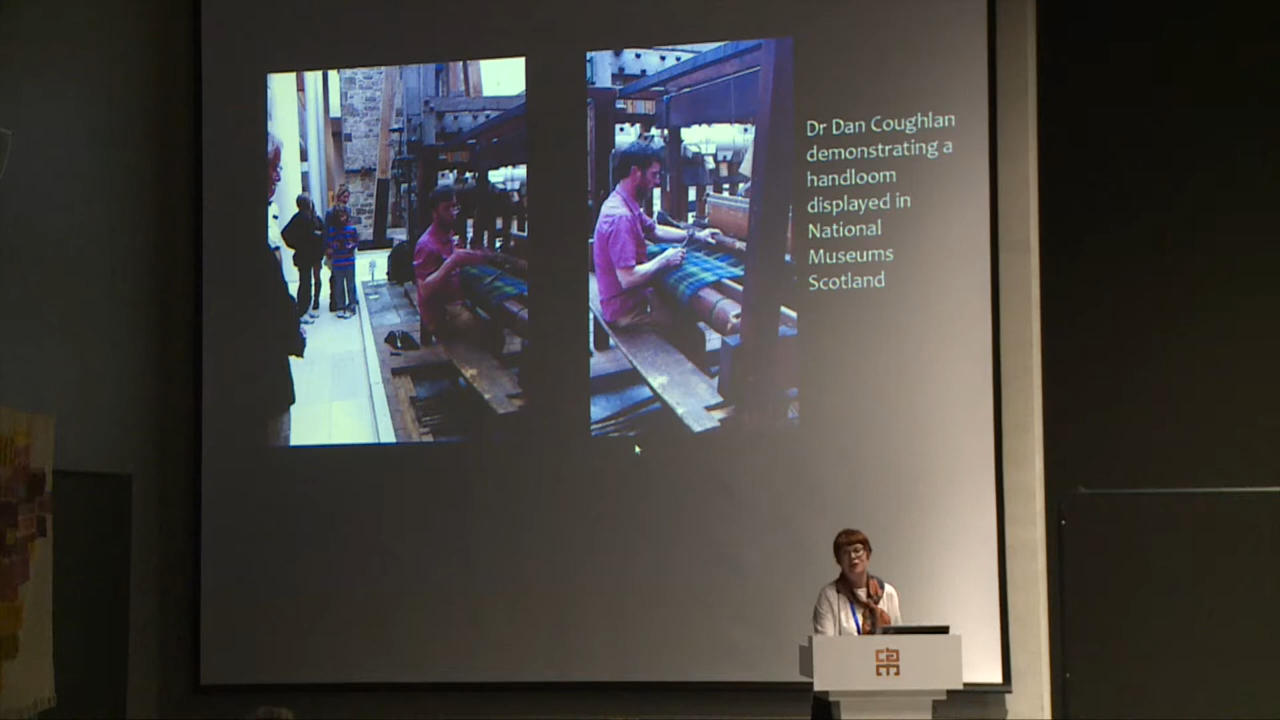 Dr Dan Coughlan
demonstrating a
handloom
displayed in
National
Museums
Scotland